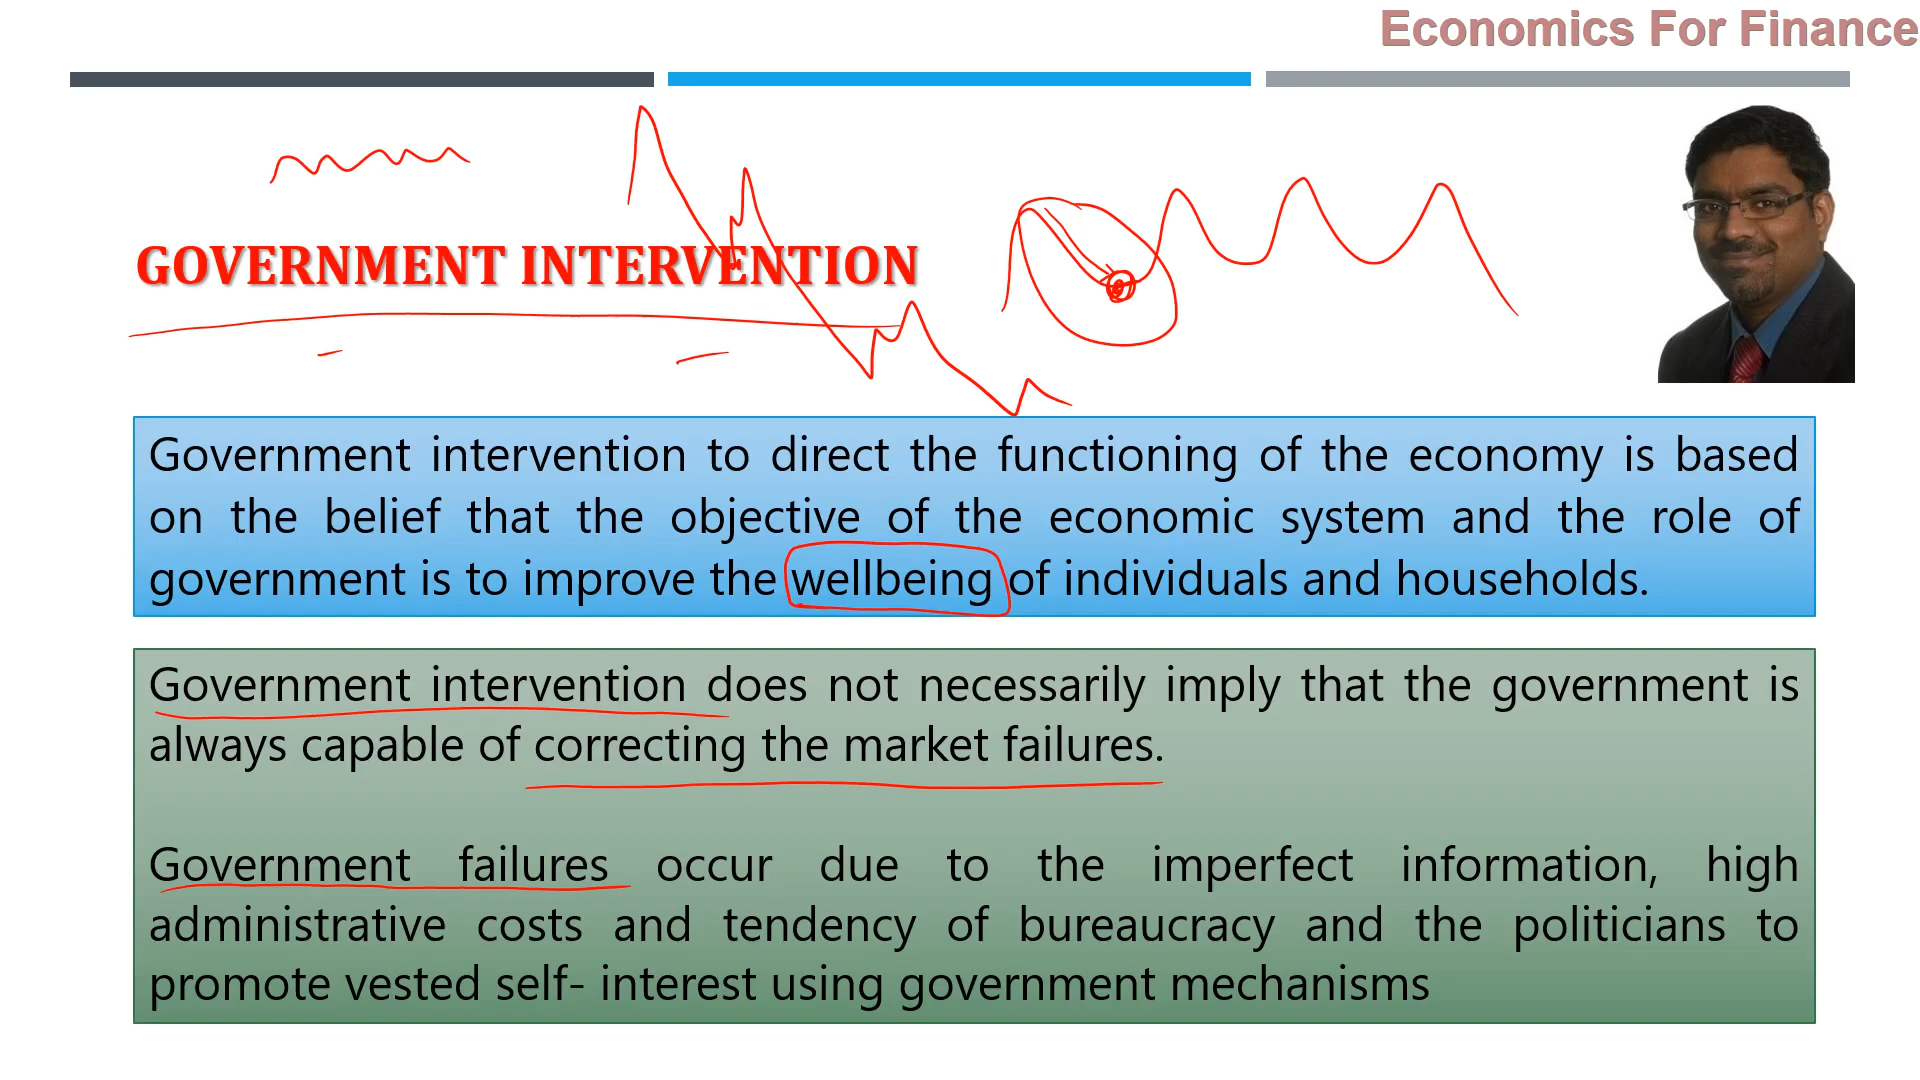 Economics For Finance
GOVERNMENT INTERVENTION
Government intervention to direct the functioning of the economy is based
on the belief that the objective of the economic system and the role of
government is to improve the wellbeing of individuals and households.
Government intervention does not necessarily imply that the government is
always capable of correcting the market failures.
Government failures occur due to the imperfect information, high
administrative costs and tendency of bureaucracy and the politicians to
promote vested self- interest using government mechanisms